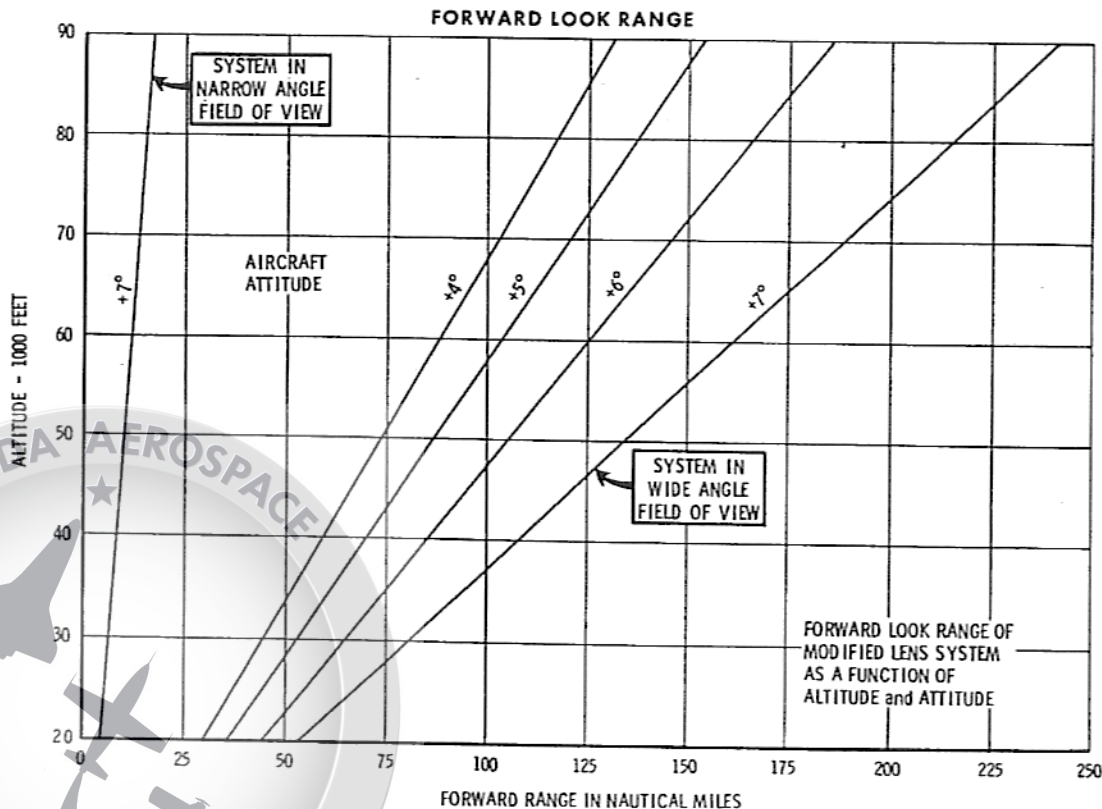 FORWARD LOOK RANGE
90
SYSTEM IN
NARROW ANGLE
FIELD OF VIEW
80
70
AIRCRAFT
ATTITUDE
+7°
+4°
+5°
+6°
+7°
ALTITUDE - 1000 FEET
60
50
SYSTEM IN
WIDE ANGLE
FIELD OF VIEW
40
30
FORWARD LOOK RANGE OF
MODIFIED LENS SYSTEM
AS A FUNCTION OF
ALTITUDE and ATTITUDE
20
0 25 50 75 100 125 150 175 200 225 250
FORWARD RANGE IN NAUTICAL MILES
DA AEROSPACE